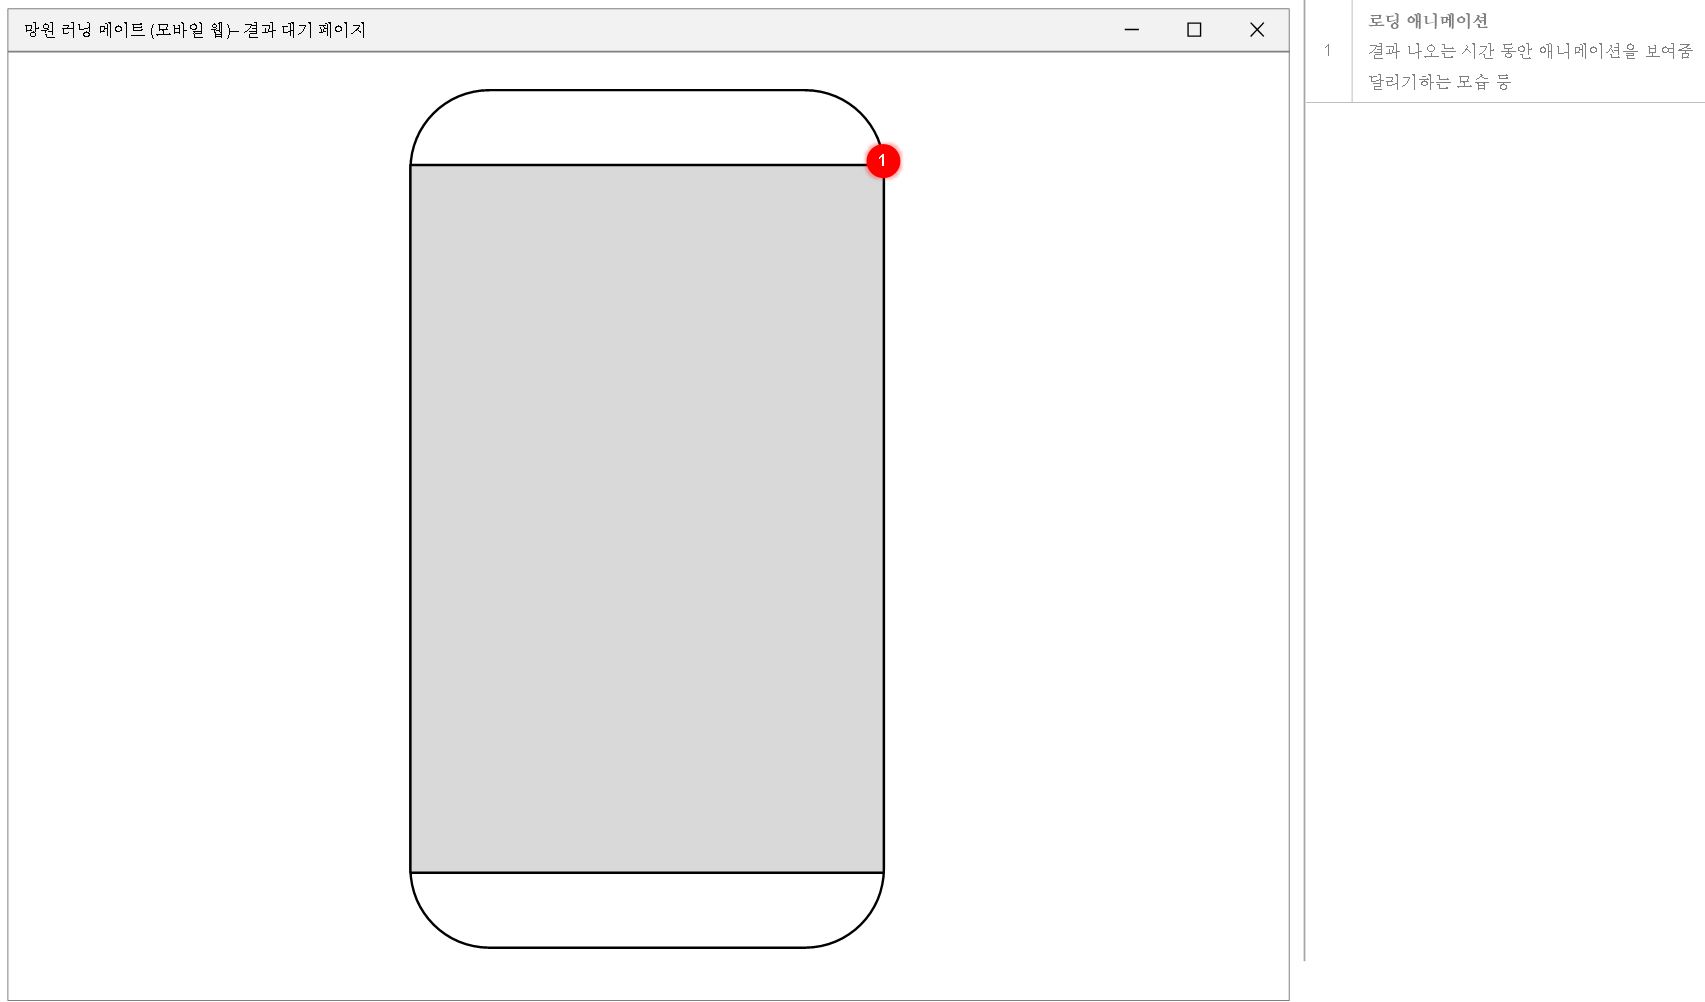 망원 러닝 메이트 (모바일 웹)– 결과 대기 페이지
1
1
로딩 애니메이션
결과 나오는 시간 동안 애니메이션을 보여줌
달리기하는 모습 등